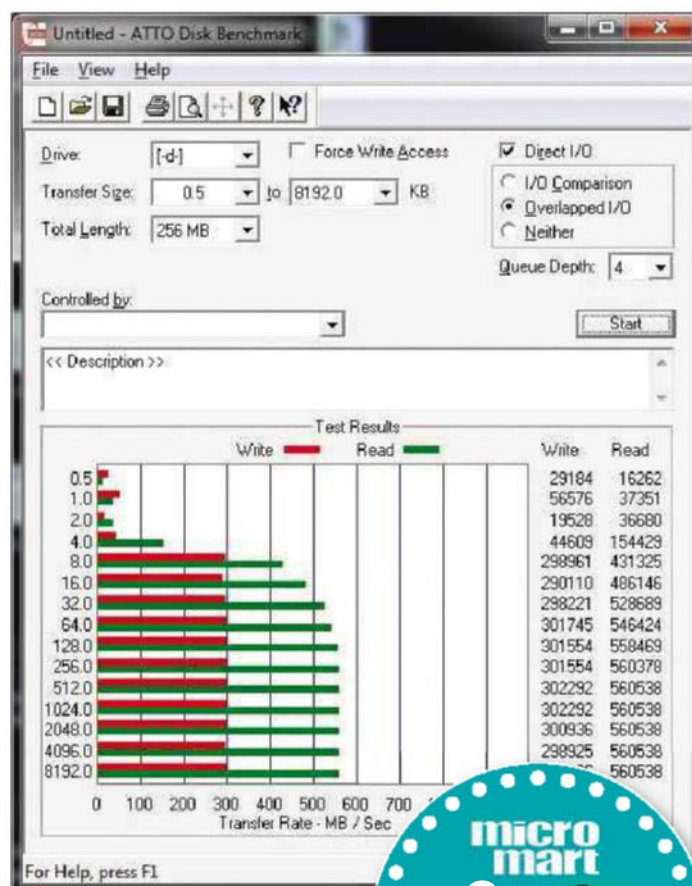 Untitled - ATTO Disk Benchmark
File View Help
Drive: [-d-] Force Write Access Direct I/O
Transfer Size: 0.5 to 8192.0 KB
I/O Comparison
Overlapped I/O
Total Length: 256 MB
Neither
Queue Depth: 4
Controlled by:
Start
<< Description >>
Test Results
Write Read Write Read
0.5 29184 16262
1.0 56576 37351
2.0 19528 36680
4.0 44609 154429
8.0 298961 431325
16.0 290110 486146
32.0 298221 528689
64.0 301745 546424
128.0 301554 558469
256.0 301554 560378
512.0 302292 560538
1024.0 302292 560538
2048.0 300936 560538
4096.0 298925 560538
8192.0 560538
0 100 200 300 400 500 600 700
Transfer Rate - MB / Sec
For Help, press F1
micro
mart